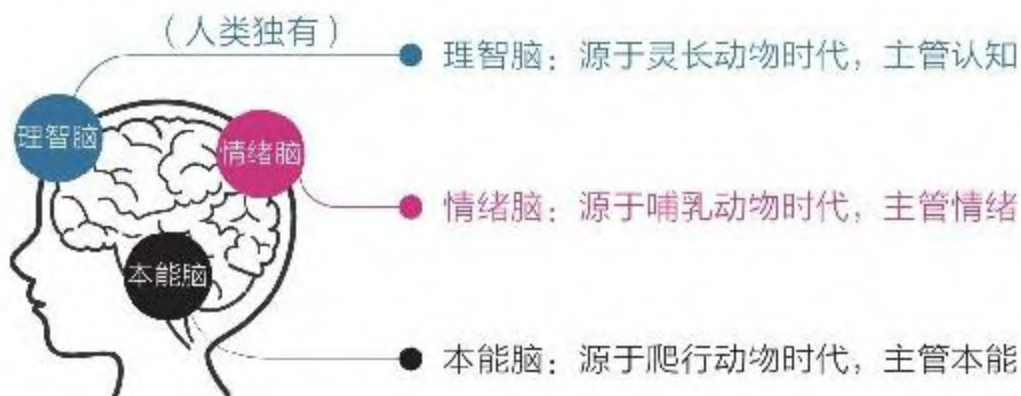 （人类独有）
理智脑：源于灵长动物时代，主管认知
理智脑
情绪脑
情绪脑：源于哺乳动物时代，主管情绪
本能脑
本能脑：源于爬行动物时代，主管本能